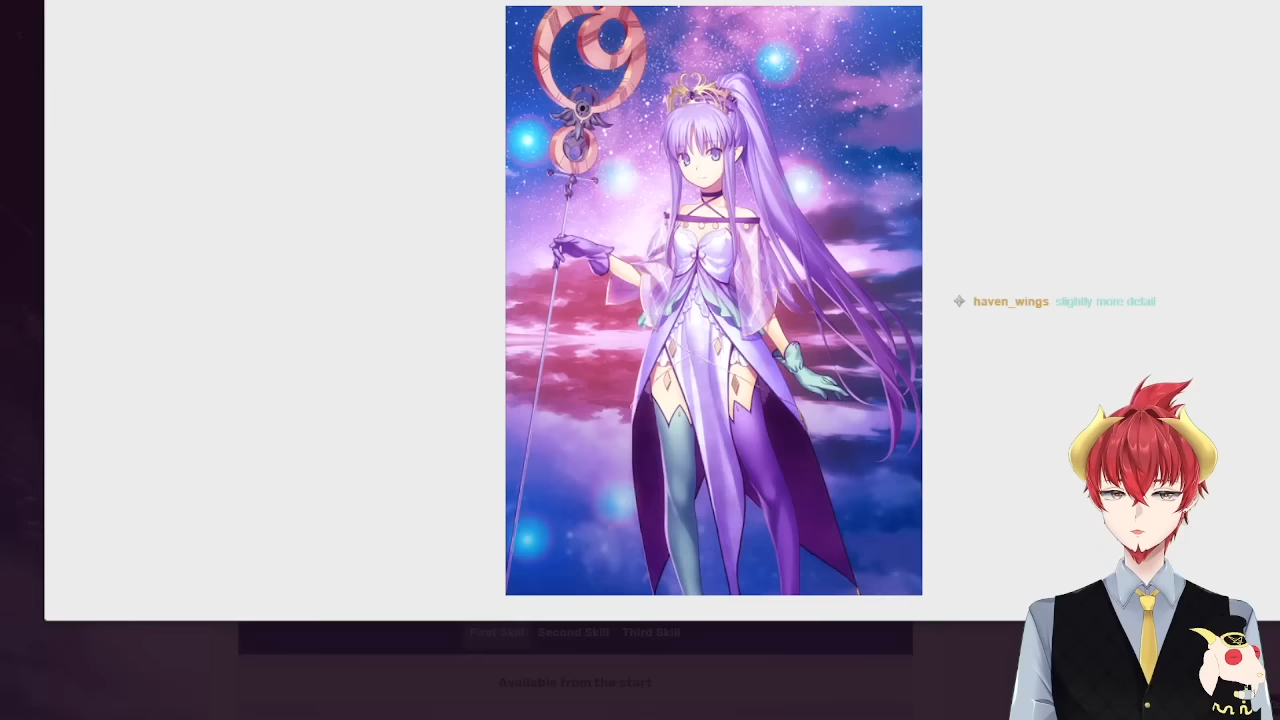 haven_wings slightly more detail
First Skill Second Skill Third Skill
Available from the start